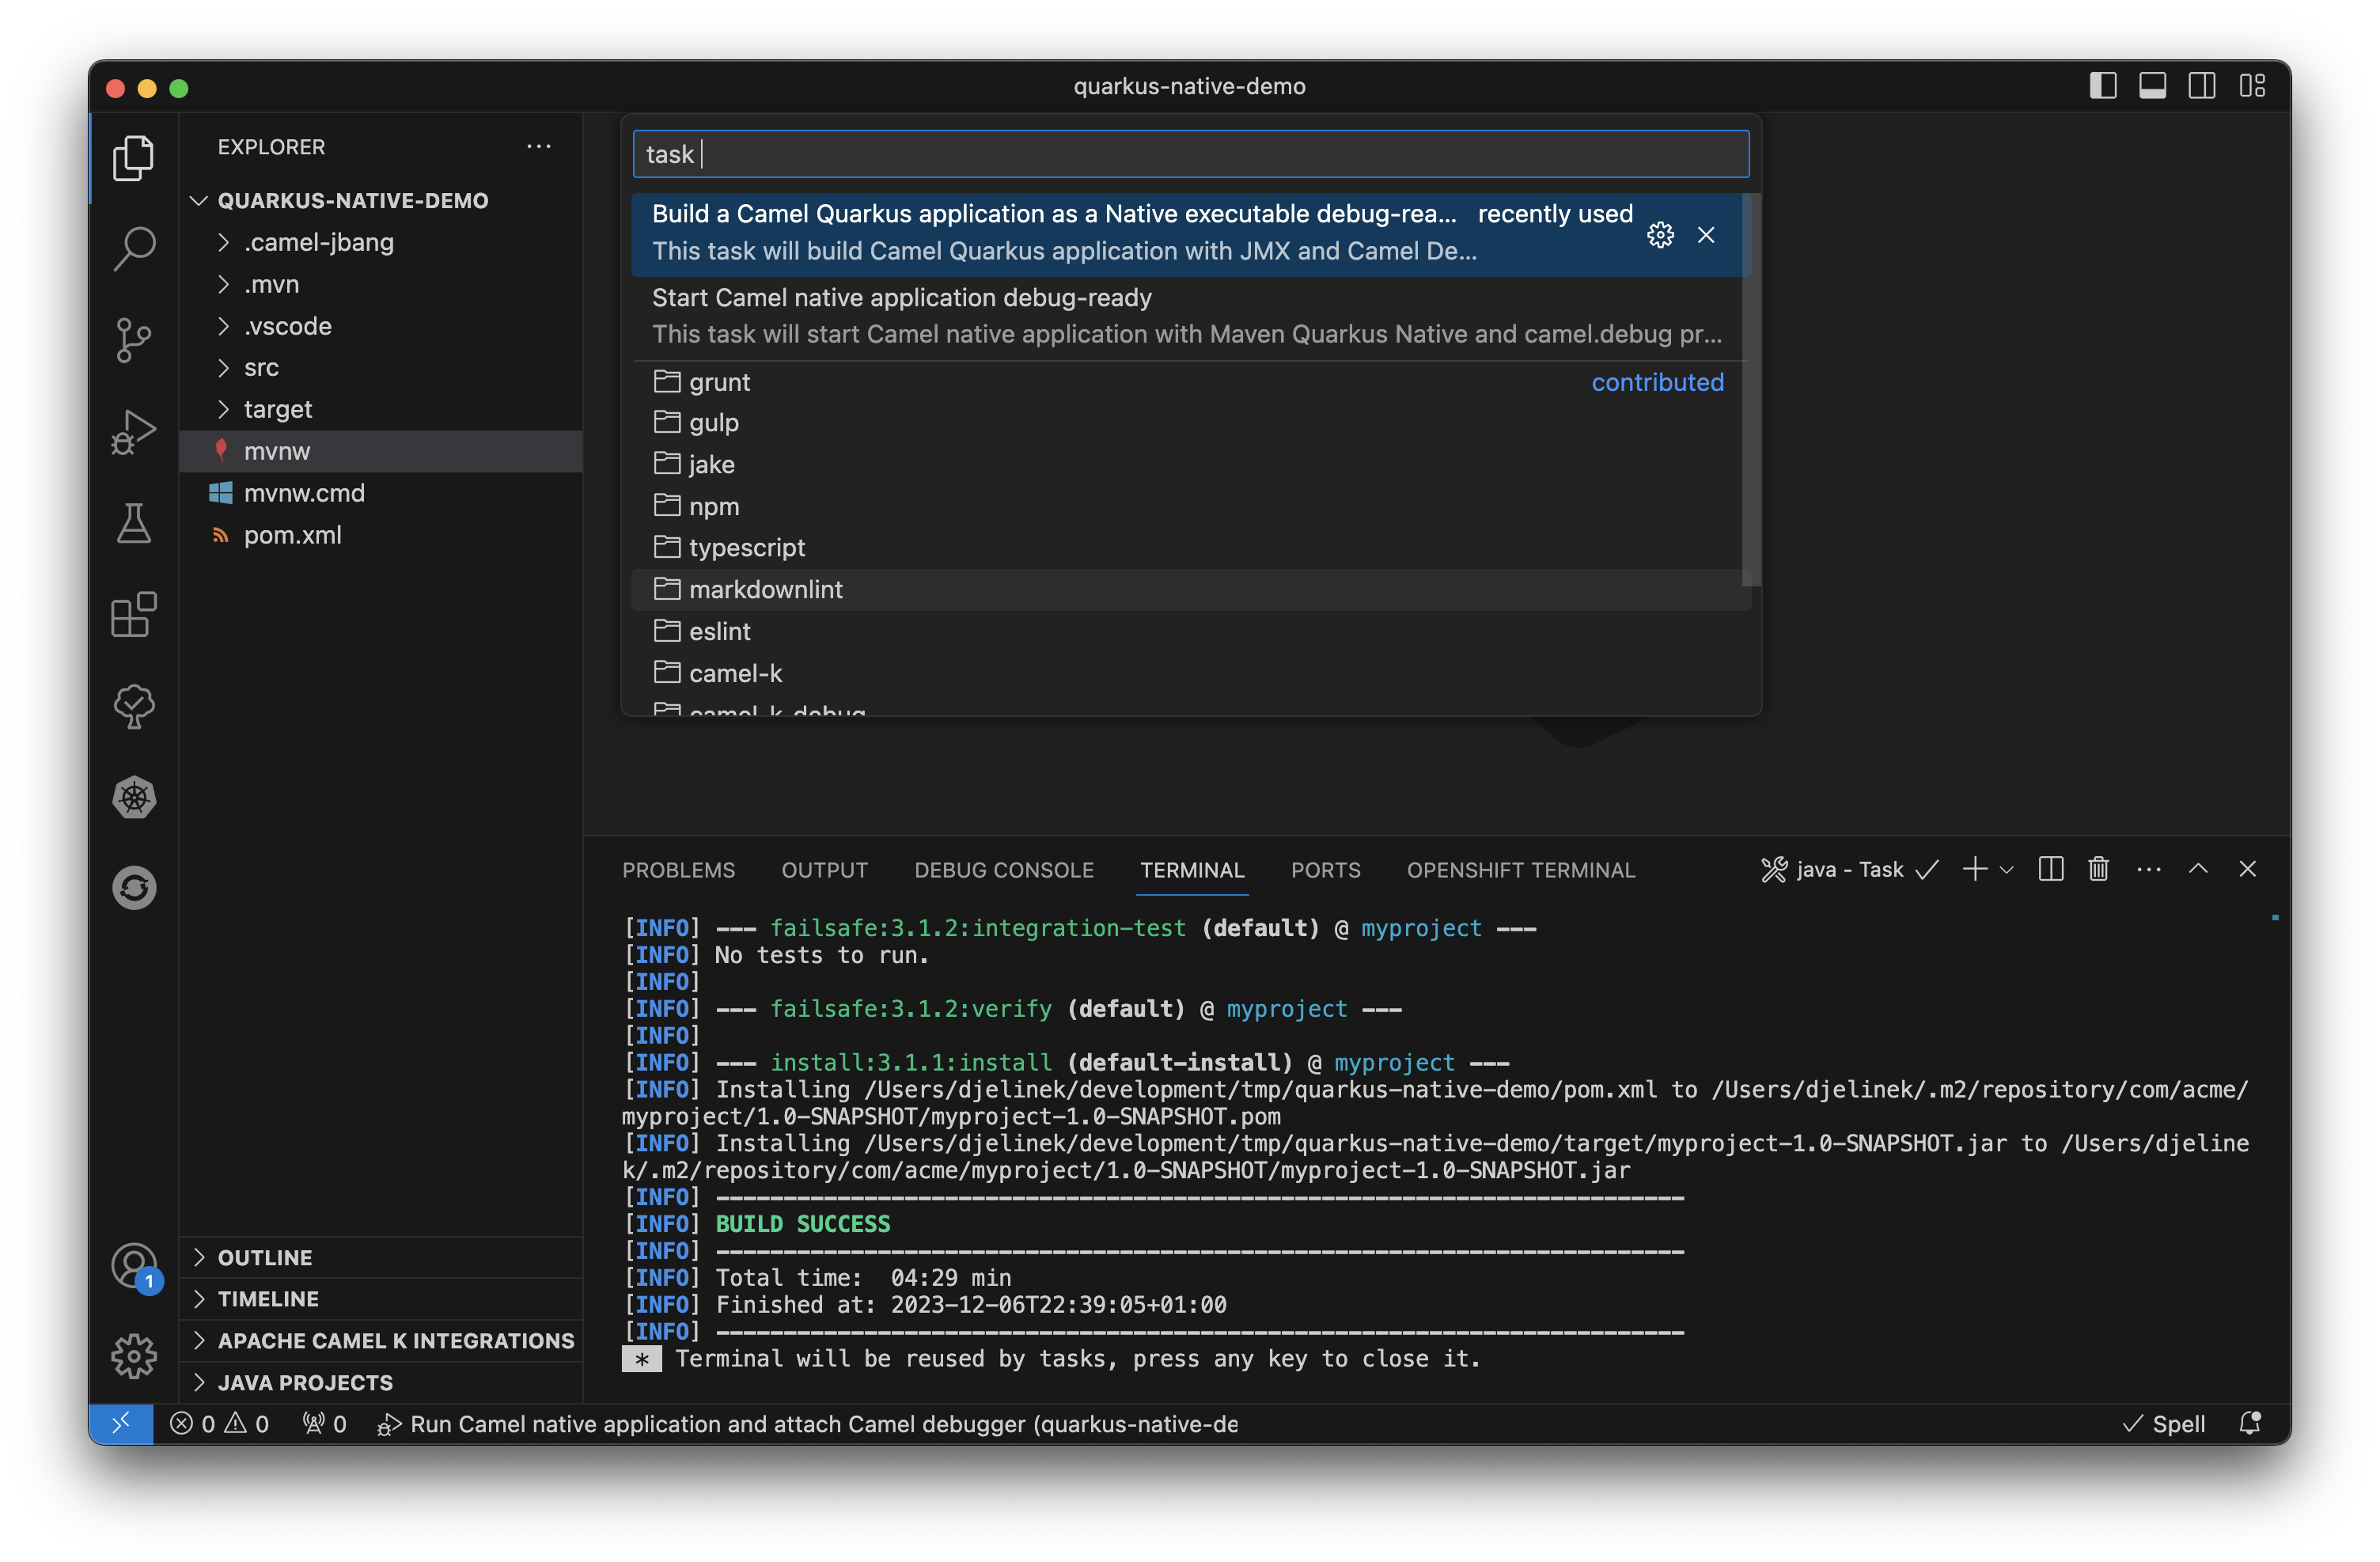 quarkus-native-demo
EXPLORER
QUARKUS-NATIVE-DEMO
.camel-jbang
.mvn
.vscode
src
target
mvnw
mvnw.cmd
pom.xml
OUTLINE
TIMELINE
APACHE CAMEL K INTEGRATIONS
JAVA PROJECTS
1
task
Build a Camel Quarkus application as a Native executable debug-rea... recently used
This task will build Camel Quarkus application with JMX and Camel De...
Start Camel native application debug-ready
This task will start Camel native application with Maven Quarkus Native and camel.debug pr...
grunt contributed
gulp
jake
npm
typescript
markdownlint
eslint
camel-k
camel-k-debug
PROBLEMS OUTPUT DEBUG CONSOLE TERMINAL PORTS OPENSHIFT TERMINAL java - Task
[INFO] --- failsafe:3.1.2:integration-test (default) @ myproject ---
[INFO] No tests to run.
[INFO]
[INFO] --- failsafe:3.1.2:verify (default) @ myproject ---
[INFO]
[INFO] --- install:3.1.1:install (default-install) @ myproject ---
[INFO] Installing /Users/djelinek/development/tmp/quarkus-native-demo/pom.xml to /Users/djelinek/.m2/repository/com/acme/
myproject/1.0-SNAPSHOT/myproject-1.0-SNAPSHOT.pom
[INFO] Installing /Users/djelinek/development/tmp/quarkus-native-demo/target/myproject-1.0-SNAPSHOT.jar to /Users/djeline
k/.m2/repository/com/acme/myproject/1.0-SNAPSHOT/myproject-1.0-SNAPSHOT.jar
[INFO] ------------------------------------------------------------------------
[INFO] BUILD SUCCESS
[INFO] ------------------------------------------------------------------------
[INFO] Total time:  04:29 min
[INFO] Finished at: 2023-12-06T22:39:05+01:00
[INFO] ------------------------------------------------------------------------
* Terminal will be reused by tasks, press any key to close it.
0 0 0 Run Camel native application and attach Camel debugger (quarkus-native-de Spell